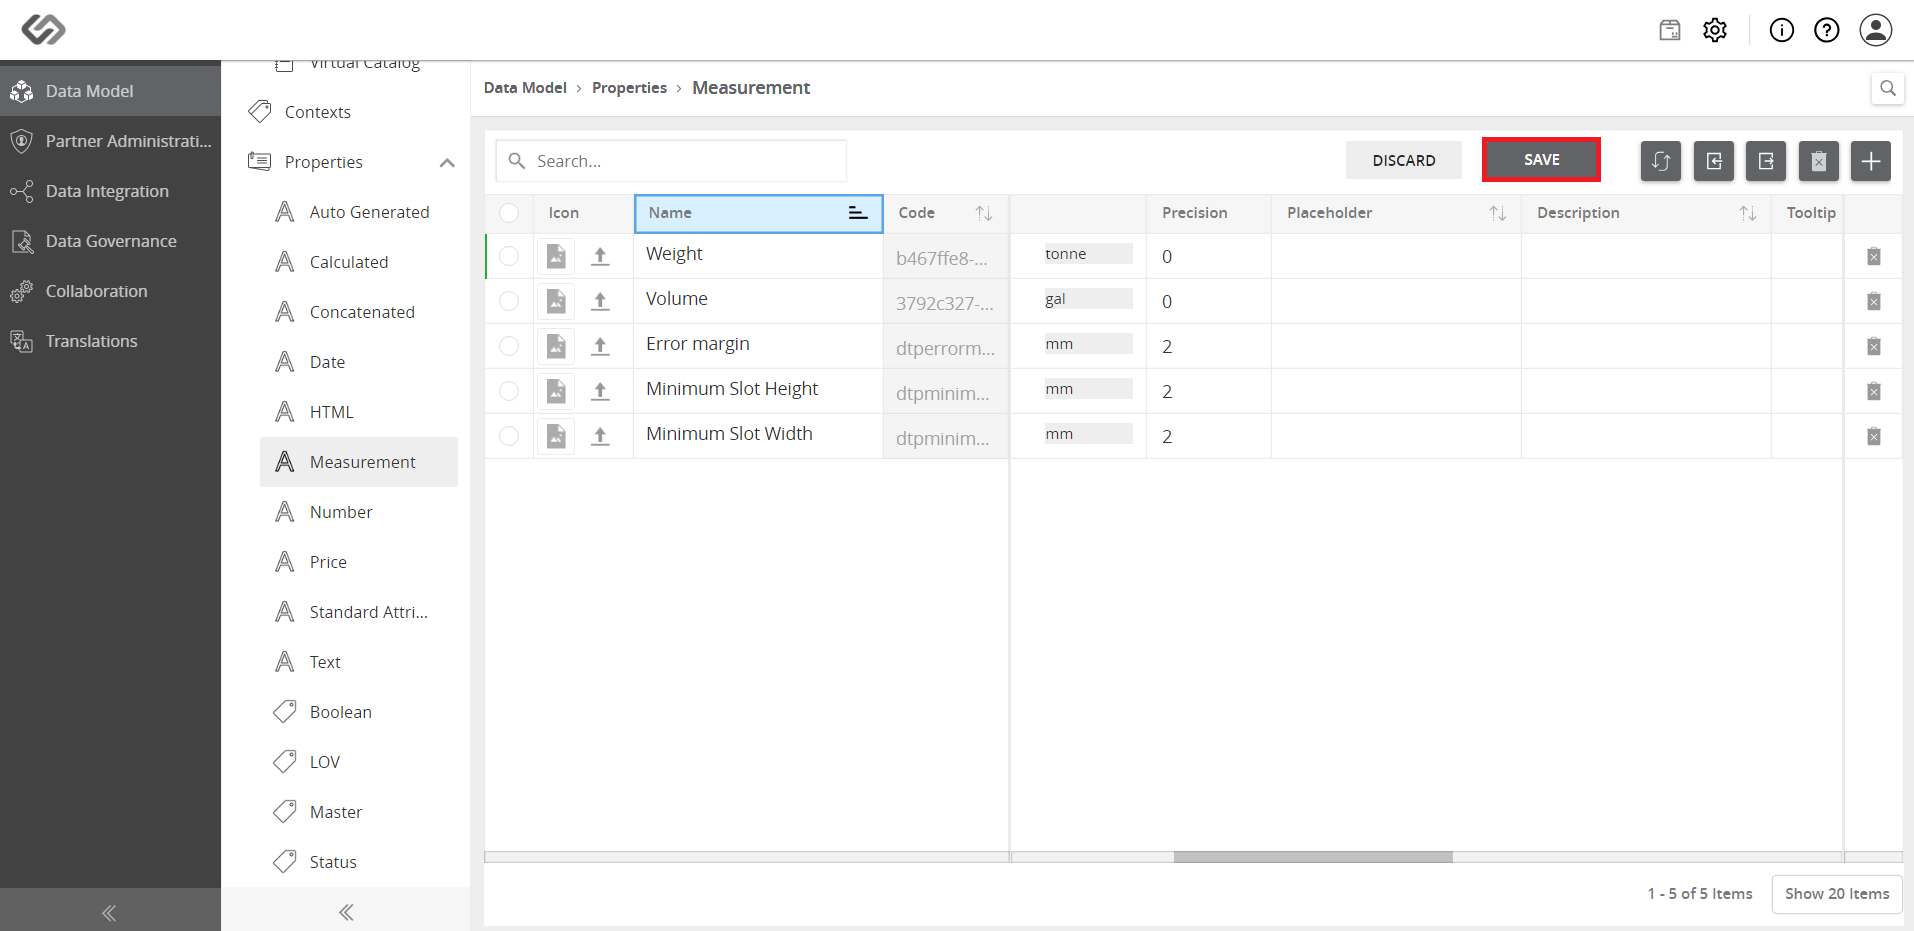 Data Model
Partner Administrati...
Data Integration
Data Governance
Collaboration
Translations
Virtual Catalog
Contexts
Properties
Auto Generated
Calculated
Concatenated
Date
HTML
Measurement
Number
Price
Standard Attri...
Text
Boolean
LOV
Master
Status
Data Model > Properties > Measurement
Search... DISCARD SAVE
Icon Name Code Precision Placeholder Description Tooltip
Weight b467ffe8-... tonne 0
Volume 3792c327-... gal 0
Error margin dtperrorm... mm 2
Minimum Slot Height dtpminim... mm 2
Minimum Slot Width dtpminim... mm 2
1 - 5 of 5 Items Show 20 Items